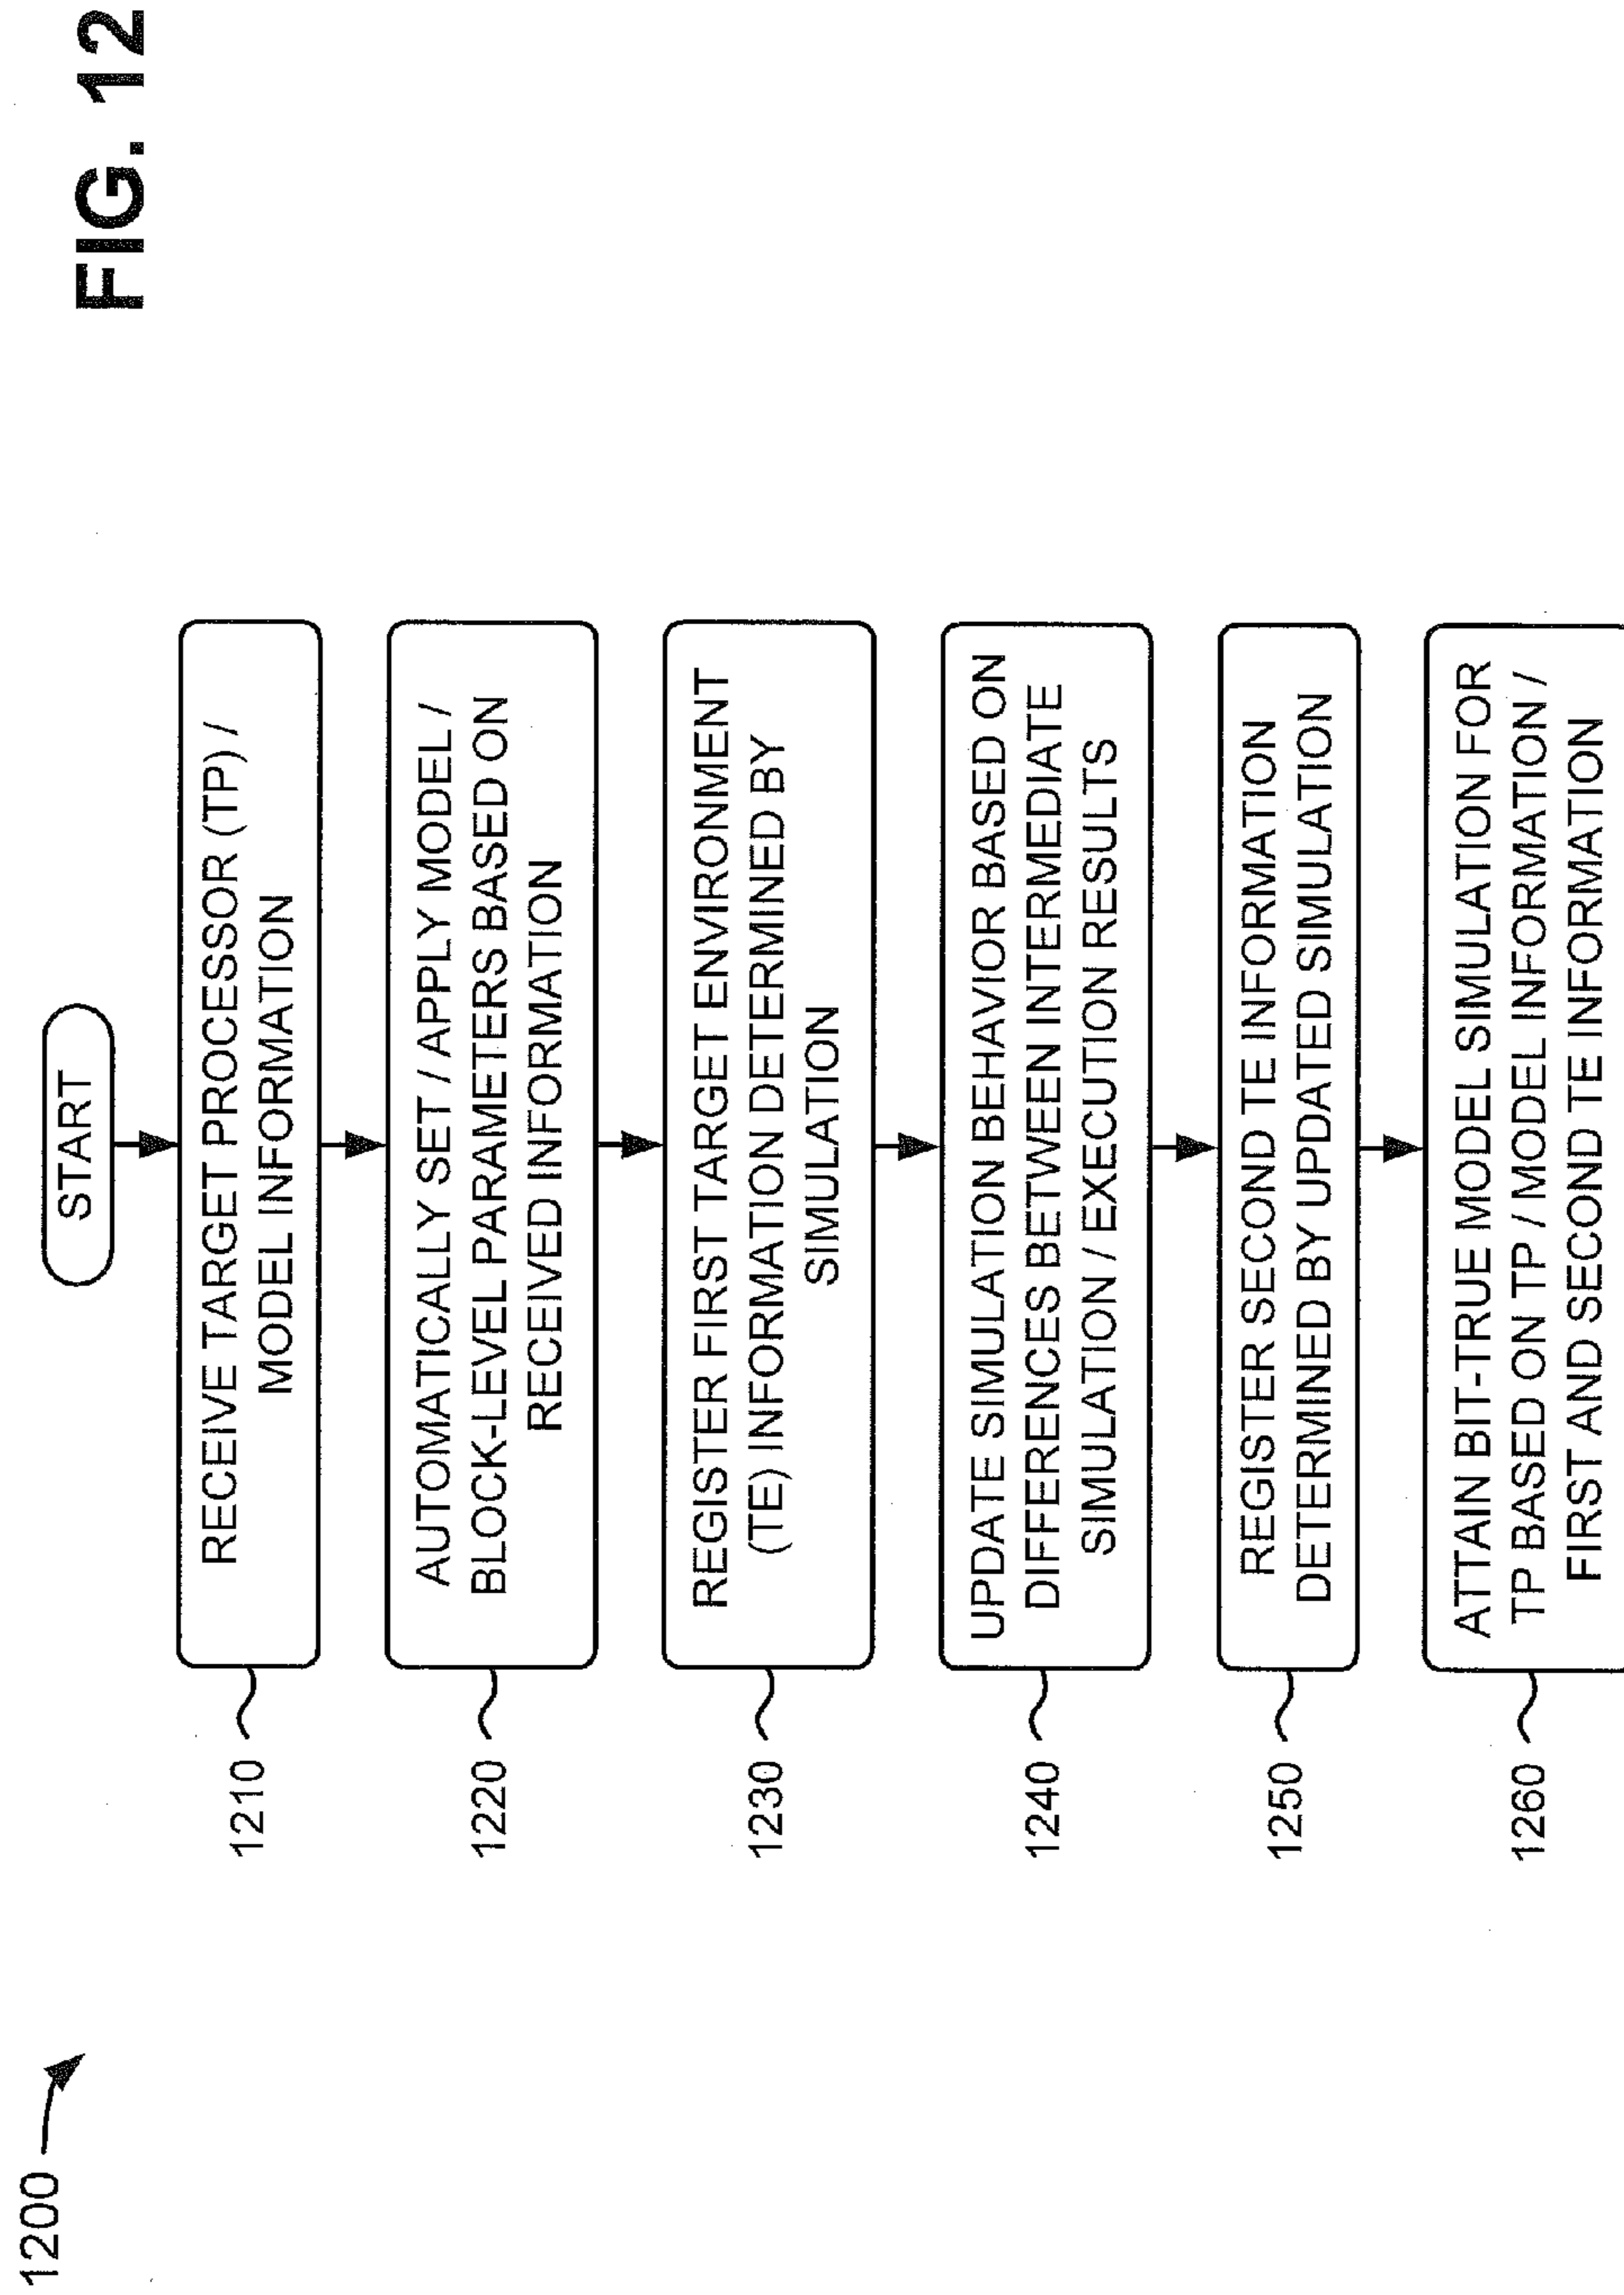 1200
FIG. 12
START
1210
RECEIVE TARGET PROCESSOR (TP) /
MODEL INFORMATION
1220
AUTOMATICALLY SET / APPLY MODEL /
BLOCK-LEVEL PARAMETERS BASED ON
RECEIVED INFORMATION
1230
REGISTER FIRST TARGET ENVIRONMENT
(TE) INFORMATION DETERMINED BY
SIMULATION
1240
UPDATE SIMULATION BEHAVIOR BASED ON
DIFFERENCES BETWEEN INTERMEDIATE
SIMULATION / EXECUTION RESULTS
1250
REGISTER SECOND TE INFORMATION
DETERMINED BY UPDATED SIMULATION
1260
ATTAIN BIT-TRUE MODEL SIMULATION FOR
TP BASED ON TP / MODEL INFORMATION /
FIRST AND SECOND TE INFORMATION